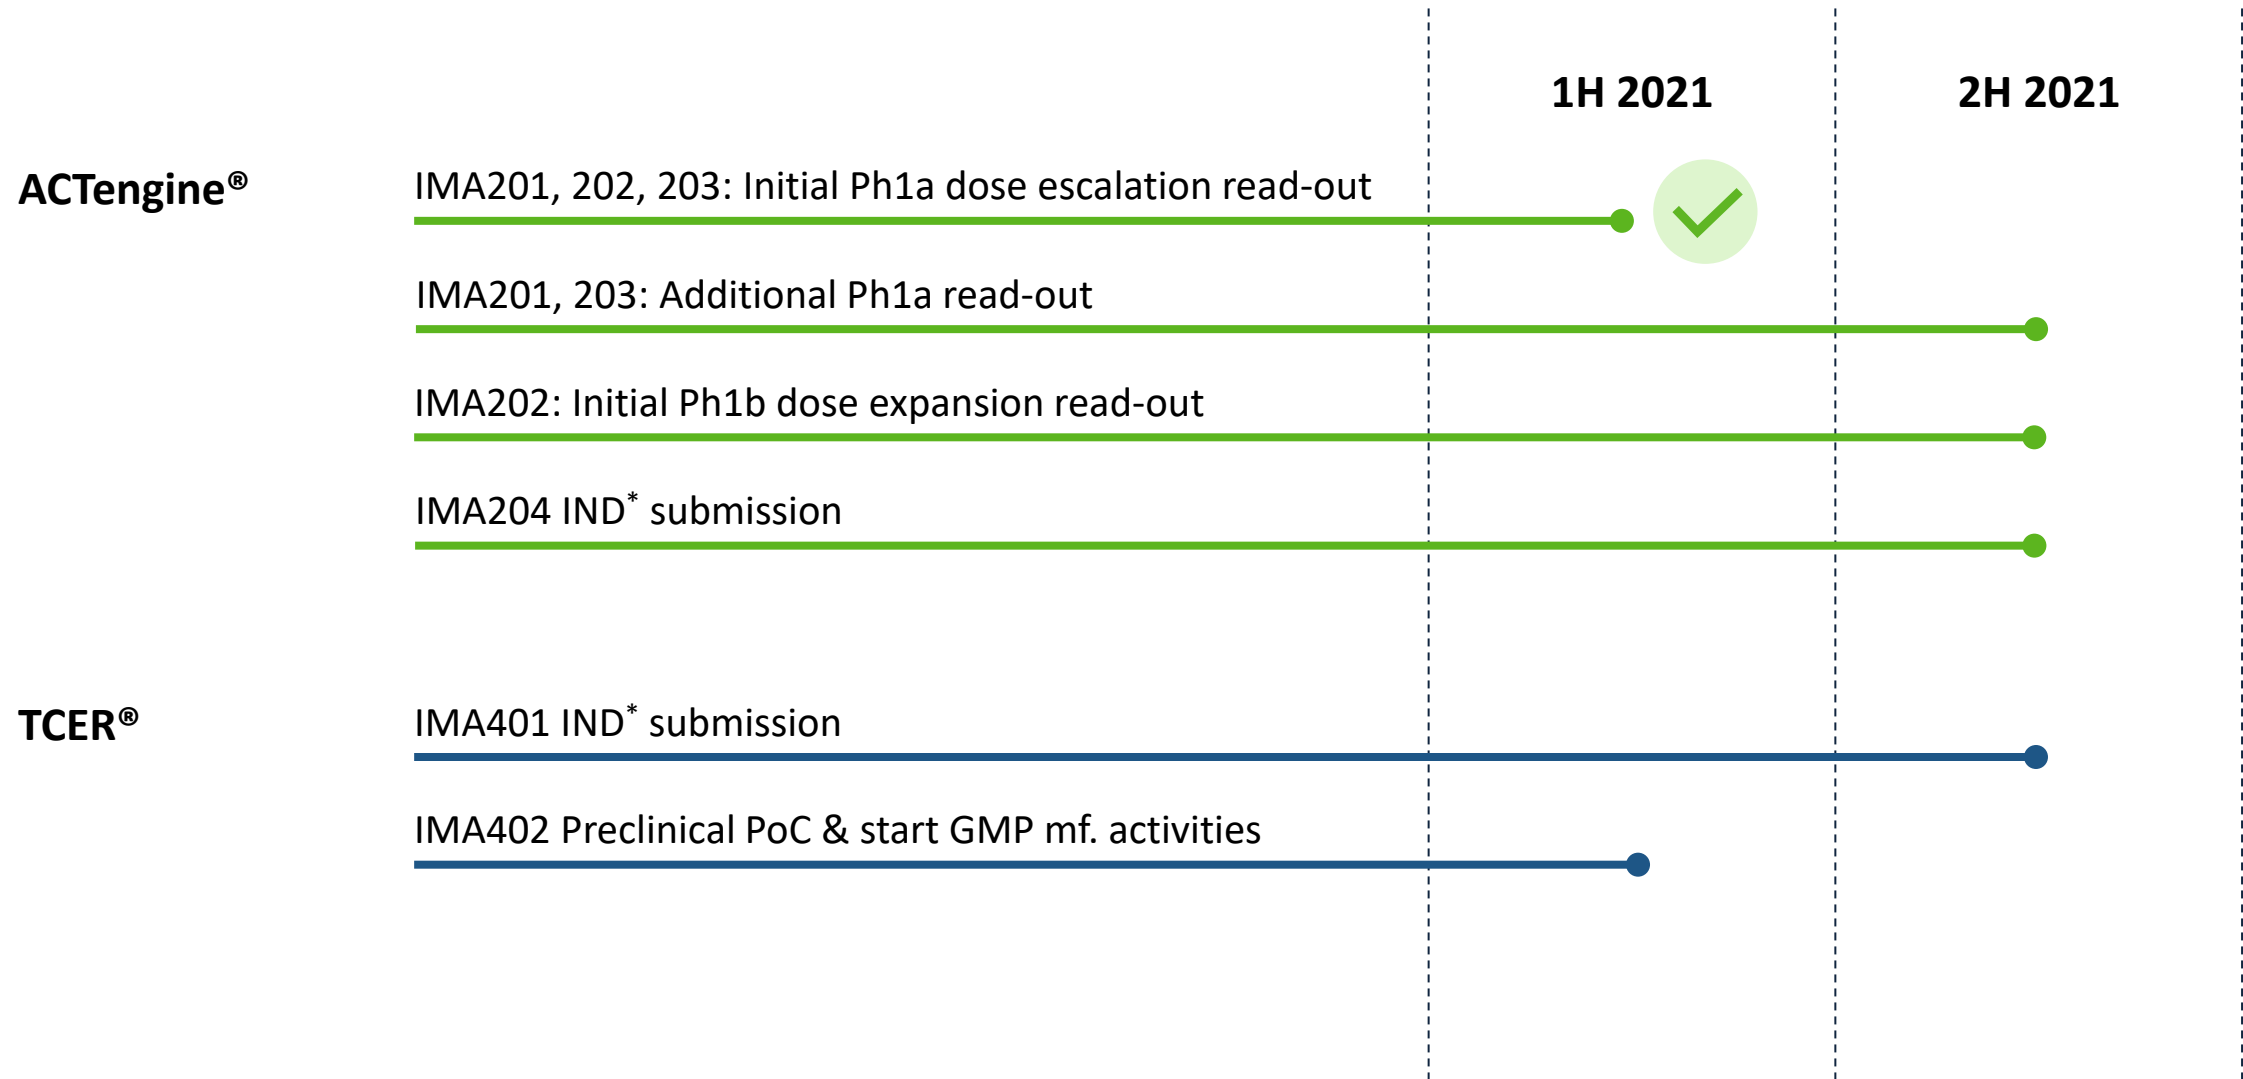 1H 2021
2H 2021
ACTengine®
IMA201, 202, 203: Initial Ph1a dose escalation read-out
IMA201, 203: Additional Ph1a read-out
IMA202: Initial Ph1b dose expansion read-out
IMA204 IND* submission
TCER®
IMA401 IND* submission
IMA402 Preclinical PoC & start GMP mf. activities